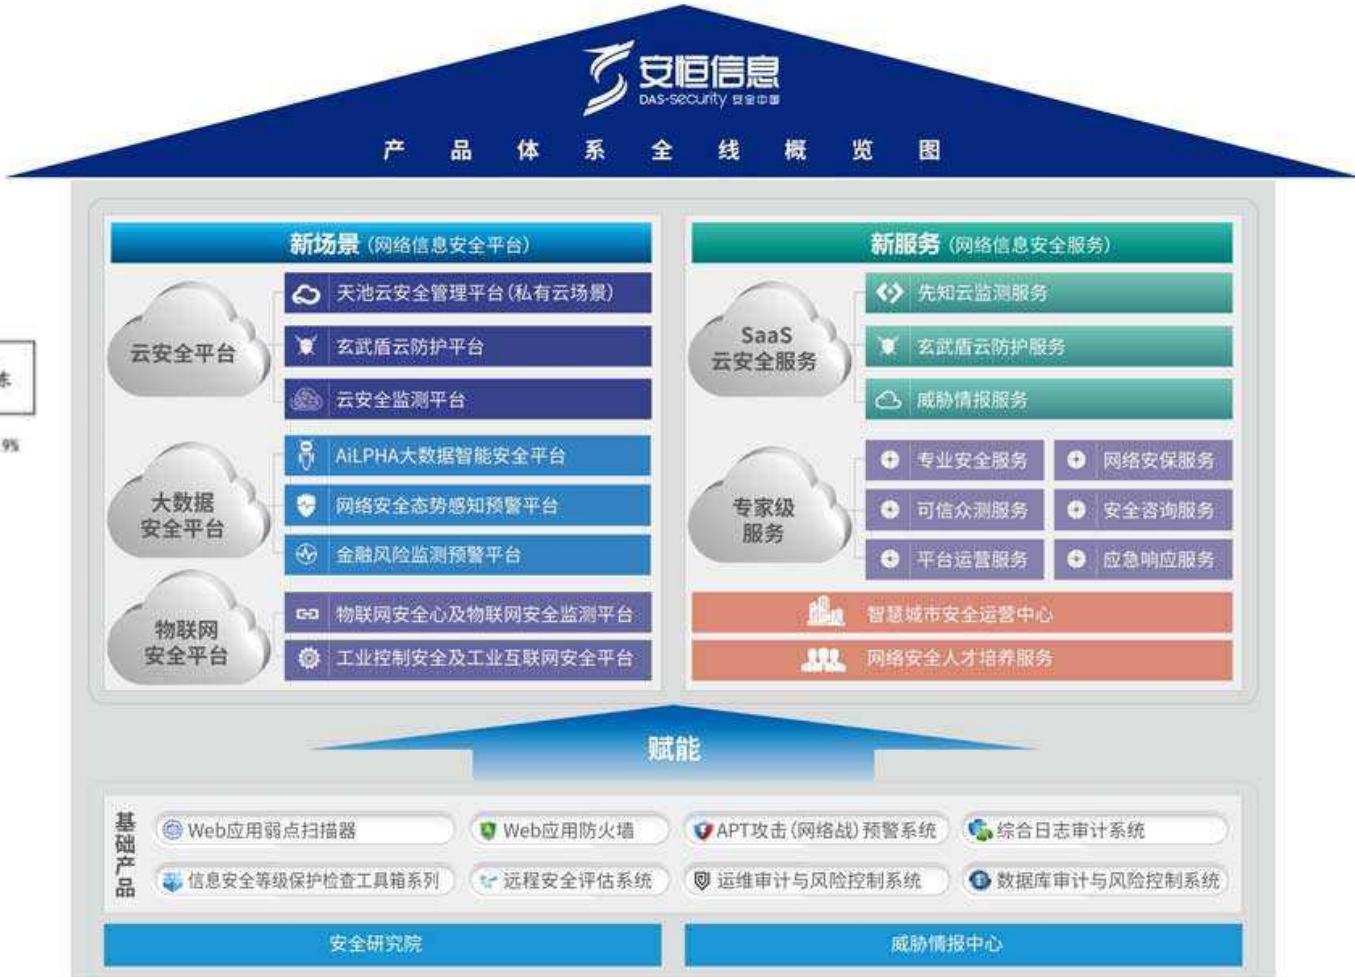 安恒信息
DAS-security 安全中国
产品体系全线概览图
新场景(网络信息安全平台)
云安全平台
天池云安全管理平台(私有云场景)
玄武盾云防护平台
云安全监测平台
大数据
安全平台
AiLPHA大数据智能安全平台
网络安全态势感知预警平台
金融风险监测预警平台
物联网
安全平台
物联网安全心及物联网安全监测平台
工业控制安全及工业互联网安全平台
新服务(网络信息安全服务)
SaaS
云安全服务
先知云监测服务
玄武盾云防护服务
威胁情报服务
专家级
服务
专业安全服务
网络安保服务
可信众测服务
安全咨询服务
平台运营服务
应急响应服务
智慧城市安全运营中心
网络安全人才培养服务
赋能
基础产品
Web应用弱点扫描器
Web应用防火墙
APT攻击(网络战)预警系统
综合日志审计系统
信息安全等级保护检查工具箱系列
远程安全评估系统
运维审计与风险控制系统
数据库审计与风险控制系统
安全研究院
威胁情报中心